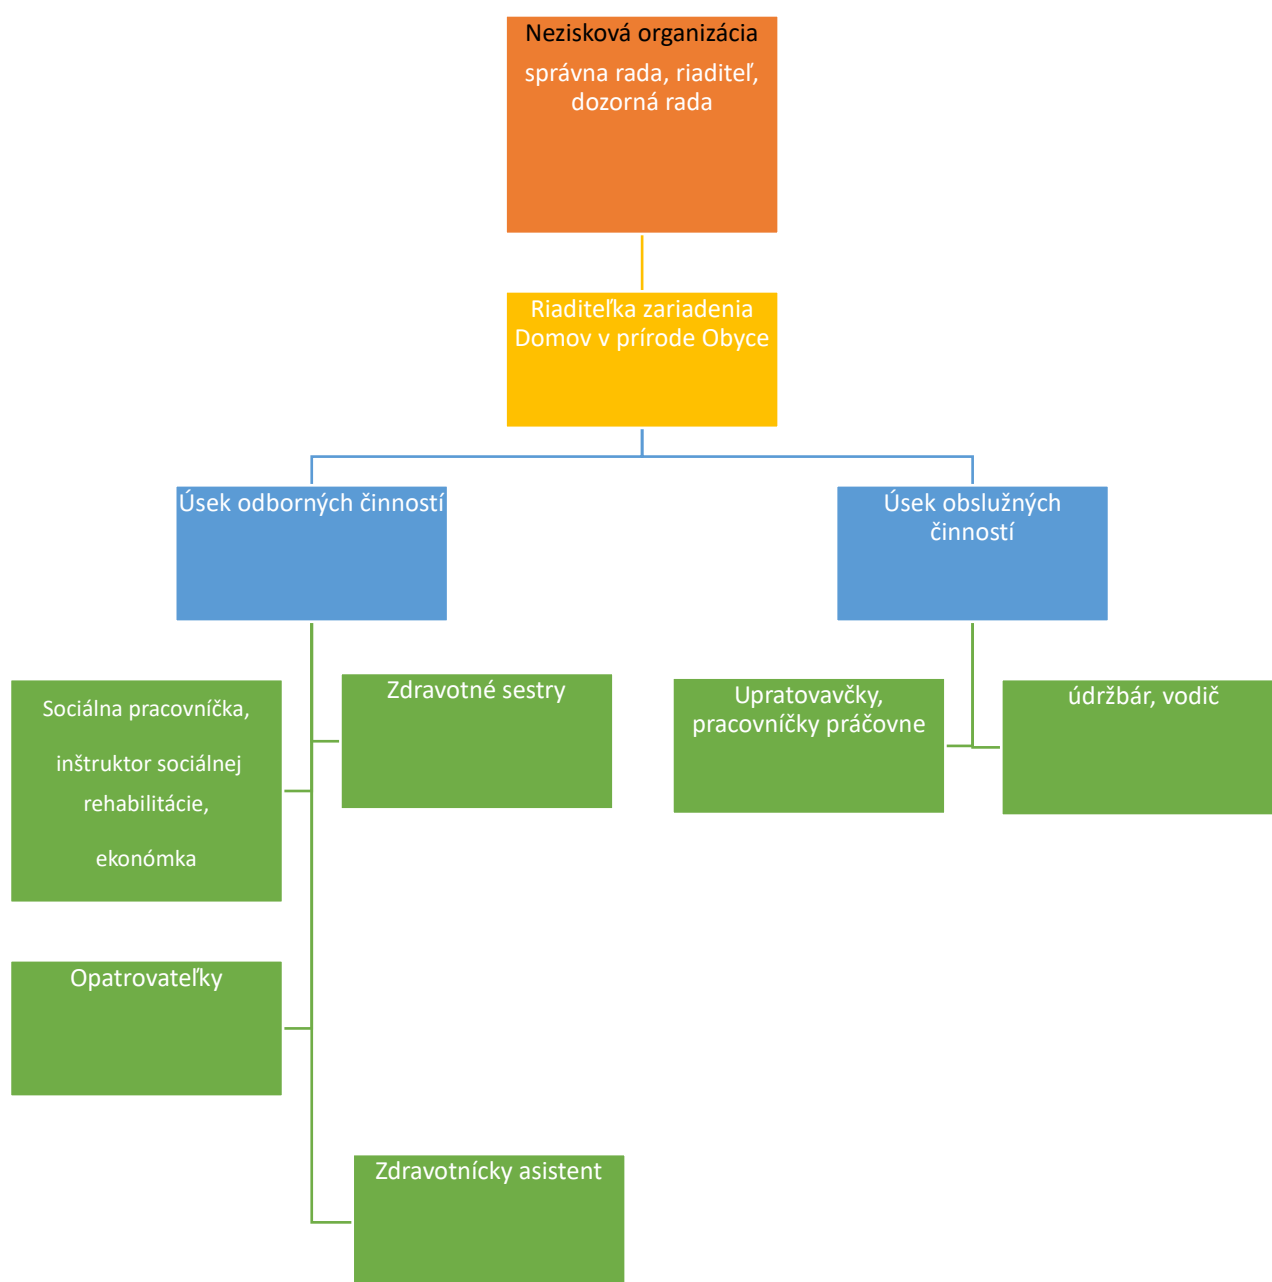 Nezisková organizácia
správna rada, riaditeľ,
dozorná rada
Riaditeľka zariadenia
Domov v prírode Obyce
Úsek odborných činností
Úsek obslužných
činností
Sociálna pracovníčka,
inštruktor sociálnej
rehabilitácie,
ekonómka
Zdravotné sestry
Upratovavčky,
pracovníčky práčovne
údržbár, vodič
Opatrovateľky
Zdravotnícky asistent